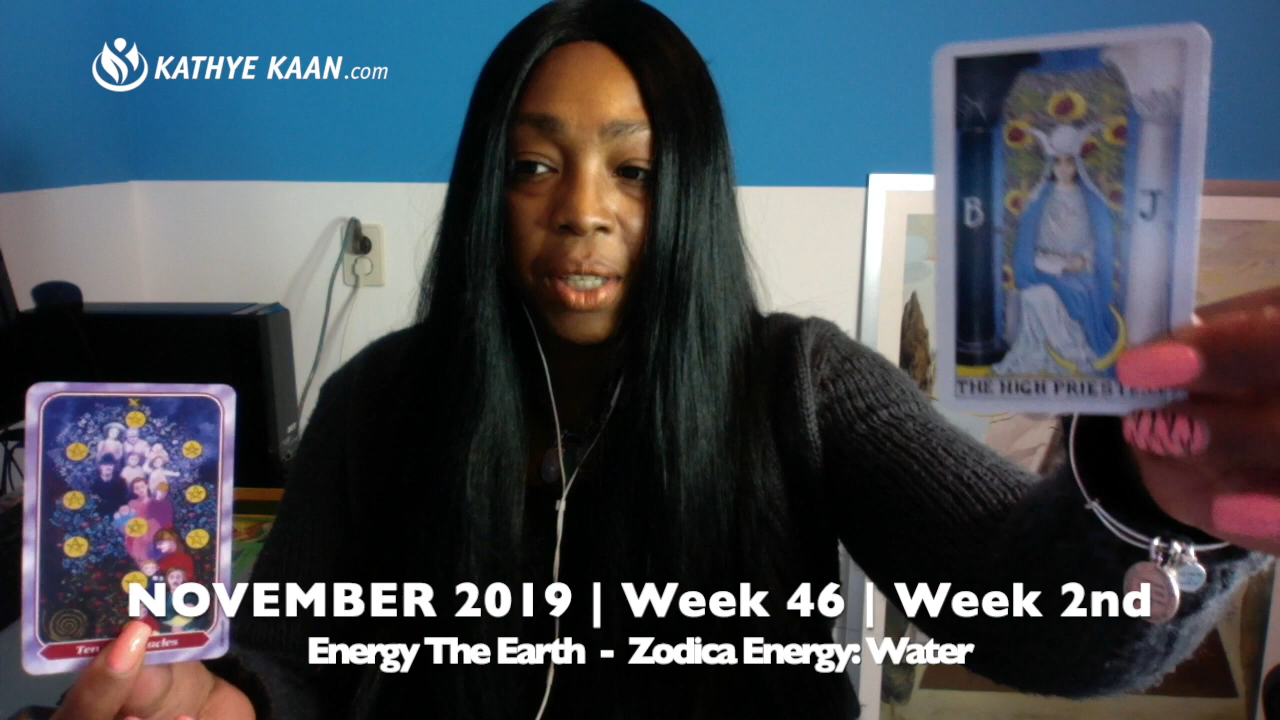 KATHYE KAAN.com
B
J
THE HIGH PRIESTESS
X
NOVEMBER 2019 | Week 46 | Week 2nd
Energy The Earth - Zodica Energy: Water